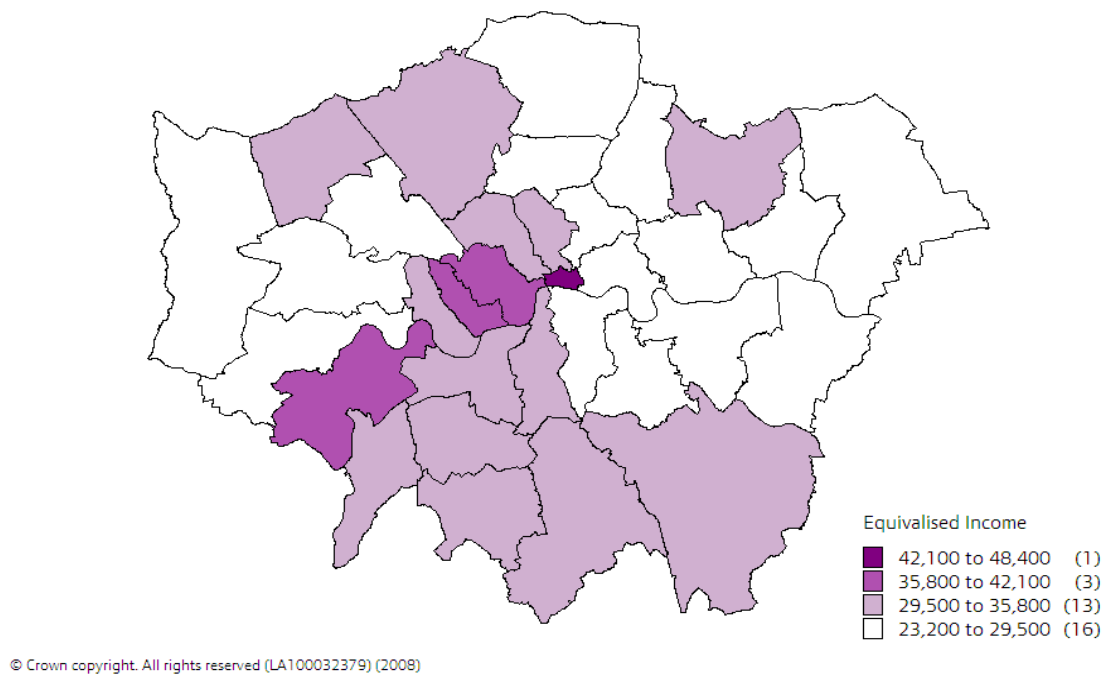 Equivalised Income
42,100 to 48,400 (1)
35,800 to 42,100 (3)
29,500 to 35,800 (13)
23,200 to 29,500 (16)
© Crown copyright. All rights reserved (LA100032379) (2008)